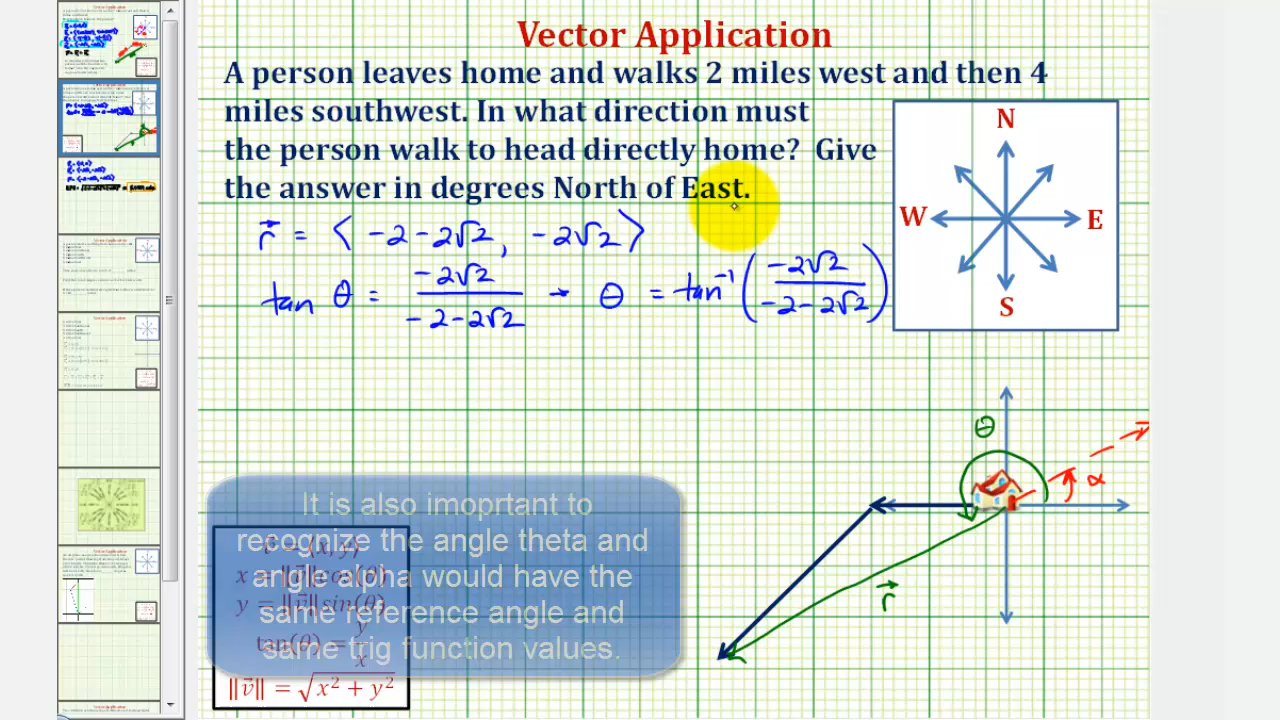 Vector Application
A person leaves home and walks 2 miles west and then 4
miles southwest. In what direction must
the person walk to head directly home? Give
the answer in degrees North of East.
N
W E
S
r⃗ = ⟨ -2 - 2√2 , -2√2 ⟩
tan θ = (-2√2)/(-2 - 2√2) → θ = tan⁻¹((-2√2)/(-2 - 2√2))
θ
α
r⃗
It is also imoprtant to
recognize the angle theta and
angle alpha would have the
same reference angle and
same trig function values.
v⃗ = ⟨x, y⟩
x = ‖v⃗‖cos(θ)
y = ‖v⃗‖sin(θ)
tan(θ) = y/x
‖v⃗‖ = √(x² + y²)